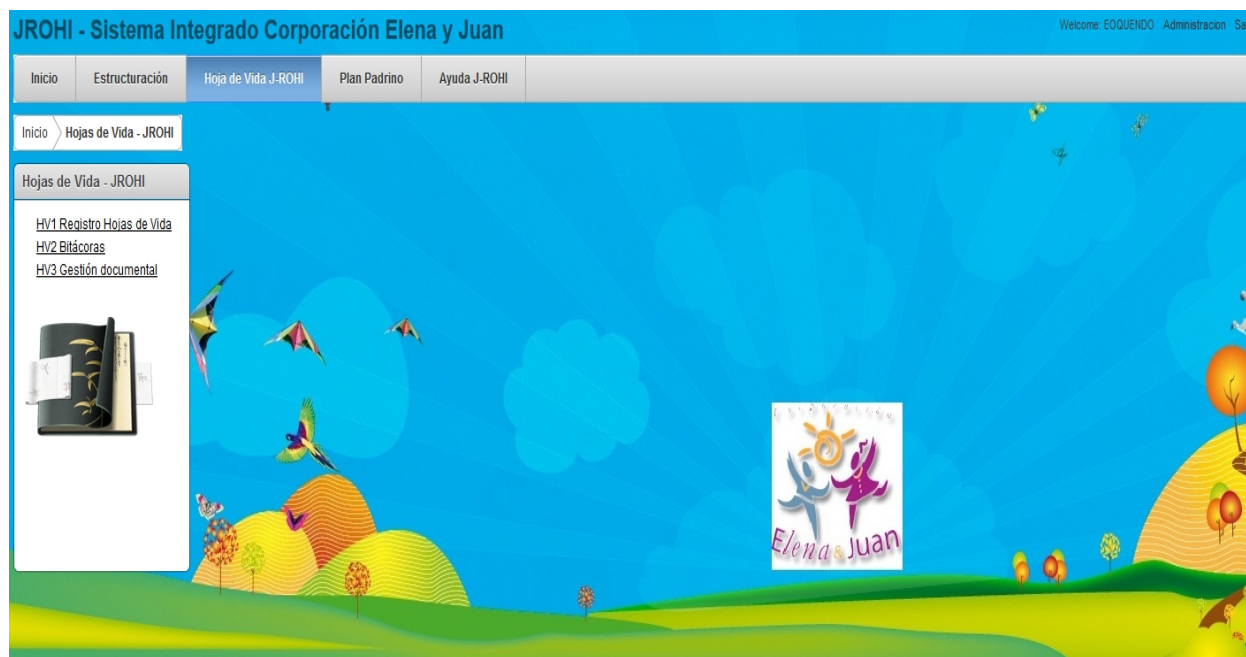 JROHI - Sistema Integrado Corporación Elena y Juan
Welcome: EOQUENDO Administracion Sa
Inicio Estructuración Hoja de Vida J-ROHI Plan Padrino Ayuda J-ROHI
Inicio Hojas de Vida - JROHI
Hojas de Vida - JROHI
HV1 Registro Hojas de Vida
HV2 Bitácoras
HV3 Gestión documental
Corporación
Elena & Juan